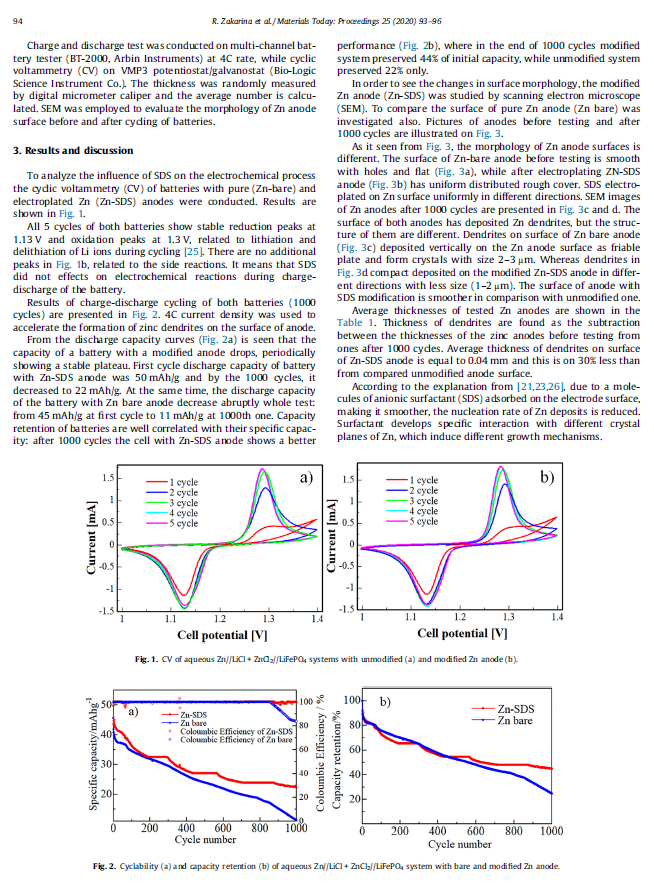 94
R. Zakarina et al. / Materials Today: Proceedings 25 (2020) 93–96
Charge and discharge test was conducted on multi-channel bat-
tery tester (BT-2000, Arbin Instruments) at 4C rate, while cyclic
voltammetry (CV) on VMP3 potentiostat/galvanostat (Bio-Logic
Science Instrument Co.). The thickness was randomly measured
by digital micrometer caliper and the average number is calcu-
lated. SEM was employed to evaluate the morphology of Zn anode
surface before and after cycling of batteries.
3. Results and discussion
To analyze the influence of SDS on the electrochemical process
the cyclic voltammetry (CV) of batteries with pure (Zn-bare) and
electroplated Zn (Zn-SDS) anodes were conducted. Results are
shown in Fig. 1.
All 5 cycles of both batteries show stable reduction peaks at
1.13 V and oxidation peaks at 1.3 V, related to lithiation and
delithiation of Li ions during cycling [25]. There are no additional
peaks in Fig. 1b, related to the side reactions. It means that SDS
did not effects on electrochemical reactions during charge-
discharge of the battery.
Results of charge-discharge cycling of both batteries (1000
cycles) are presented in Fig. 2. 4C current density was used to
accelerate the formation of zinc dendrites on the surface of anode.
From the discharge capacity curves (Fig. 2a) is seen that the
capacity of a battery with a modified anode drops, periodically
showing a stable plateau. First cycle discharge capacity of battery
with Zn-SDS anode was 50 mAh/g and by the 1000 cycles, it
decreased to 22 mAh/g. At the same time, the discharge capacity
of the battery with Zn bare anode decrease abruptly whole test:
from 45 mAh/g at first cycle to 11 mAh/g at 1000th one. Capacity
retention of batteries are well correlated with their specific capac-
ity: after 1000 cycles the cell with Zn-SDS anode shows a better
performance (Fig. 2b), where in the end of 1000 cycles modified
system preserved 44% of initial capacity, while unmodified system
preserved 22% only.
In order to see the changes in surface morphology, the modified
Zn anode (Zn-SDS) was studied by scanning electron microscope
(SEM). To compare the surface of pure Zn anode (Zn bare) was
investigated also. Pictures of anodes before testing and after
1000 cycles are illustrated on Fig. 3.
As it seen from Fig. 3, the morphology of Zn anode surfaces is
different. The surface of Zn-bare anode before testing is smooth
with holes and flat (Fig. 3a), while after electroplating ZN-SDS
anode (Fig. 3b) has uniform distributed rough cover. SDS electro-
plated on Zn surface uniformly in different directions. SEM images
of Zn anodes after 1000 cycles are presented in Fig. 3c and d. The
surface of both anodes has deposited Zn dendrites, but the struc-
ture of them are different. Dendrites on surface of Zn bare anode
(Fig. 3c) deposited vertically on the Zn anode surface as friable
plate and form crystals with size 2–3 μm. Whereas dendrites in
Fig. 3d compact deposited on the modified Zn-SDS anode in differ-
ent directions with less size (1–2 μm). The surface of anode with
SDS modification is smoother in comparison with unmodified one.
Average thicknesses of tested Zn anodes are shown in the
Table 1. Thickness of dendrites are found as the subtraction
between the thicknesses of the zinc anodes before testing from
ones after 1000 cycles. Average thickness of dendrites on surface
of Zn-SDS anode is equal to 0.04 mm and this is on 30% less than
from compared unmodified anode surface.
According to the explanation from [21,23,26], due to a mole-
cules of anionic surfactant (SDS) adsorbed on the electrode surface,
making it smoother, the nucleation rate of Zn deposits is reduced.
Surfactant develops specific interaction with different crystal
planes of Zn, which induce different growth mechanisms.
a)
1 cycle
2 cycle
3 cycle
4 cycle
5 cycle
Current [mA]
1.5
1
0.5
0
-0.5
-1
-1.5
1 1.1 1.2 1.3 1.4
Cell potential [V]
b)
1 cycle
2 cycle
3 cycle
4 cycle
5 cycle
Current [mA]
1.5
1
0.5
0
-0.5
-1
-1.5
1 1.1 1.2 1.3 1.4
Cell potential [V]
Fig. 1. CV of aqueous Zn//LiCl + ZnCl₂//LiFePO₄ systems with unmodified (a) and modified Zn anode (b).
a)
Zn-SDS
Zn bare
Coloumbic Efficiency of Zn-SDS
Coloumbic Efficiency of Zn bare
Specific capacity/mAhg⁻¹
50
40
30
20
Coloumbic Efficiency / %
100
80
60
40
20
0
0 200 400 600 800 1000
Cycle number
b)
Zn-SDS
Zn bare
Capacity retention/%
100
80
60
40
20
0 200 400 600 800 1000
Cycle number
Fig. 2. Cyclability (a) and capacity retention (b) of aqueous Zn//LiCl + ZnCl₂//LiFePO₄ system with bare and modified Zn anode.